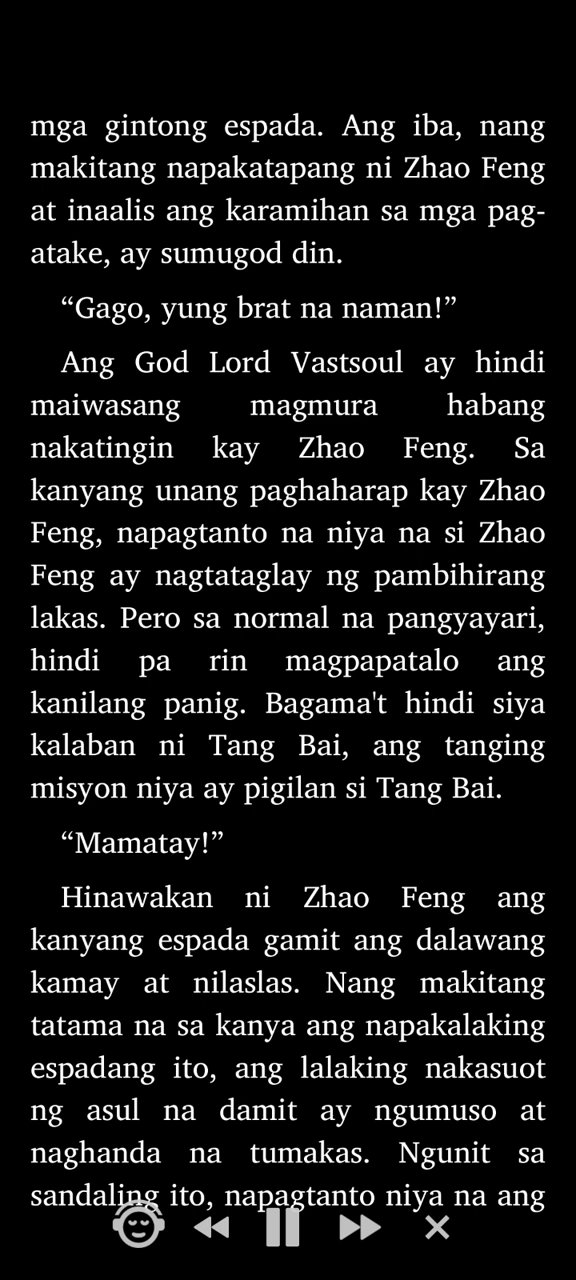 mga gintong espada. Ang iba, nang
makitang napakatapang ni Zhao Feng
at inaalis ang karamihan sa mga pag-
atake, ay sumugod din.
“Gago, yung brat na naman!”
Ang God Lord Vastsoul ay hindi
maiwasang magmura habang
nakatingin kay Zhao Feng. Sa
kanyang unang paghaharap kay Zhao
Feng, napagtanto na niya na si Zhao
Feng ay nagtataglay ng pambihirang
lakas. Pero sa normal na pangyayari,
hindi pa rin magpapatalo ang
kanilang panig. Bagama't hindi siya
kalaban ni Tang Bai, ang tanging
misyon niya ay pigilan si Tang Bai.
“Mamatay!”
Hinawakan ni Zhao Feng ang
kanyang espada gamit ang dalawang
kamay at nilaslas. Nang makitang
tatama na sa kanya ang napakalaking
espadang ito, ang lalaking nakasuot
ng asul na damit ay ngumuso at
naghanda na tumakas. Ngunit sa
sandaling ito, napagtanto niya na ang